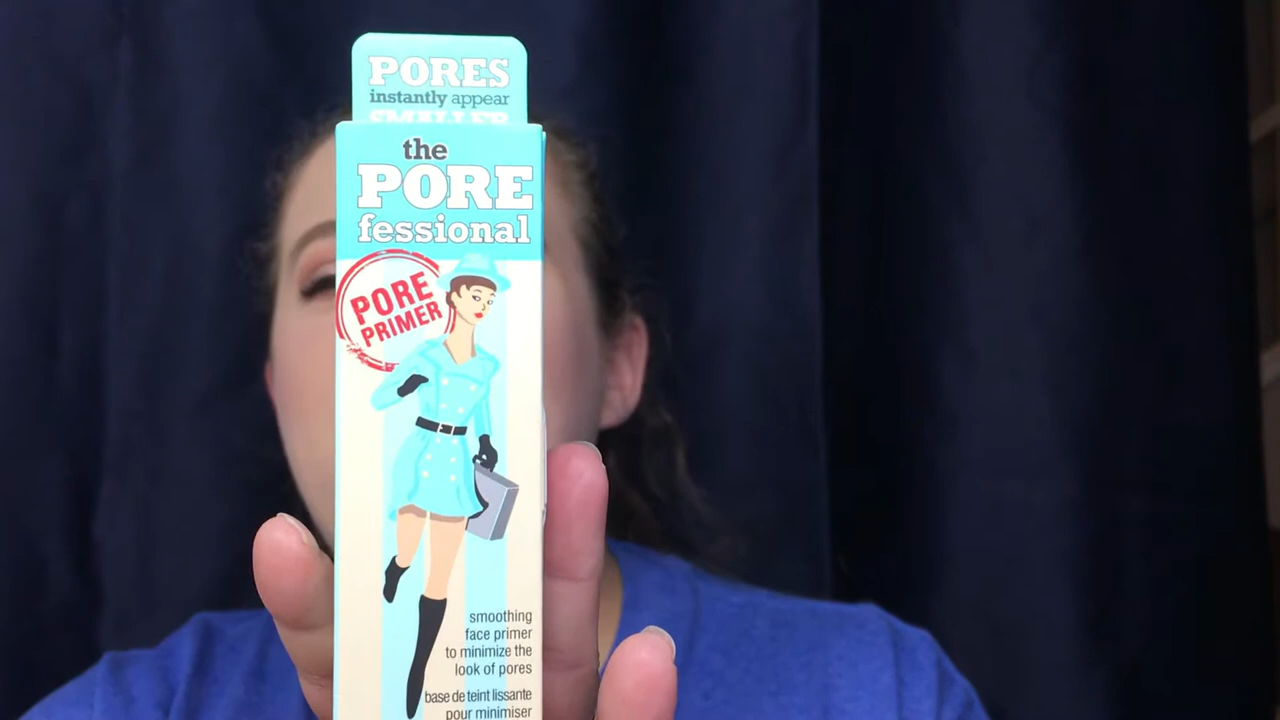 PORES
instantly appear
SMALLER
the
PORE
fessional
PORE
PRIMER
smoothing
face primer
to minimize the
look of pores
base de teint lissante
pour minimiser